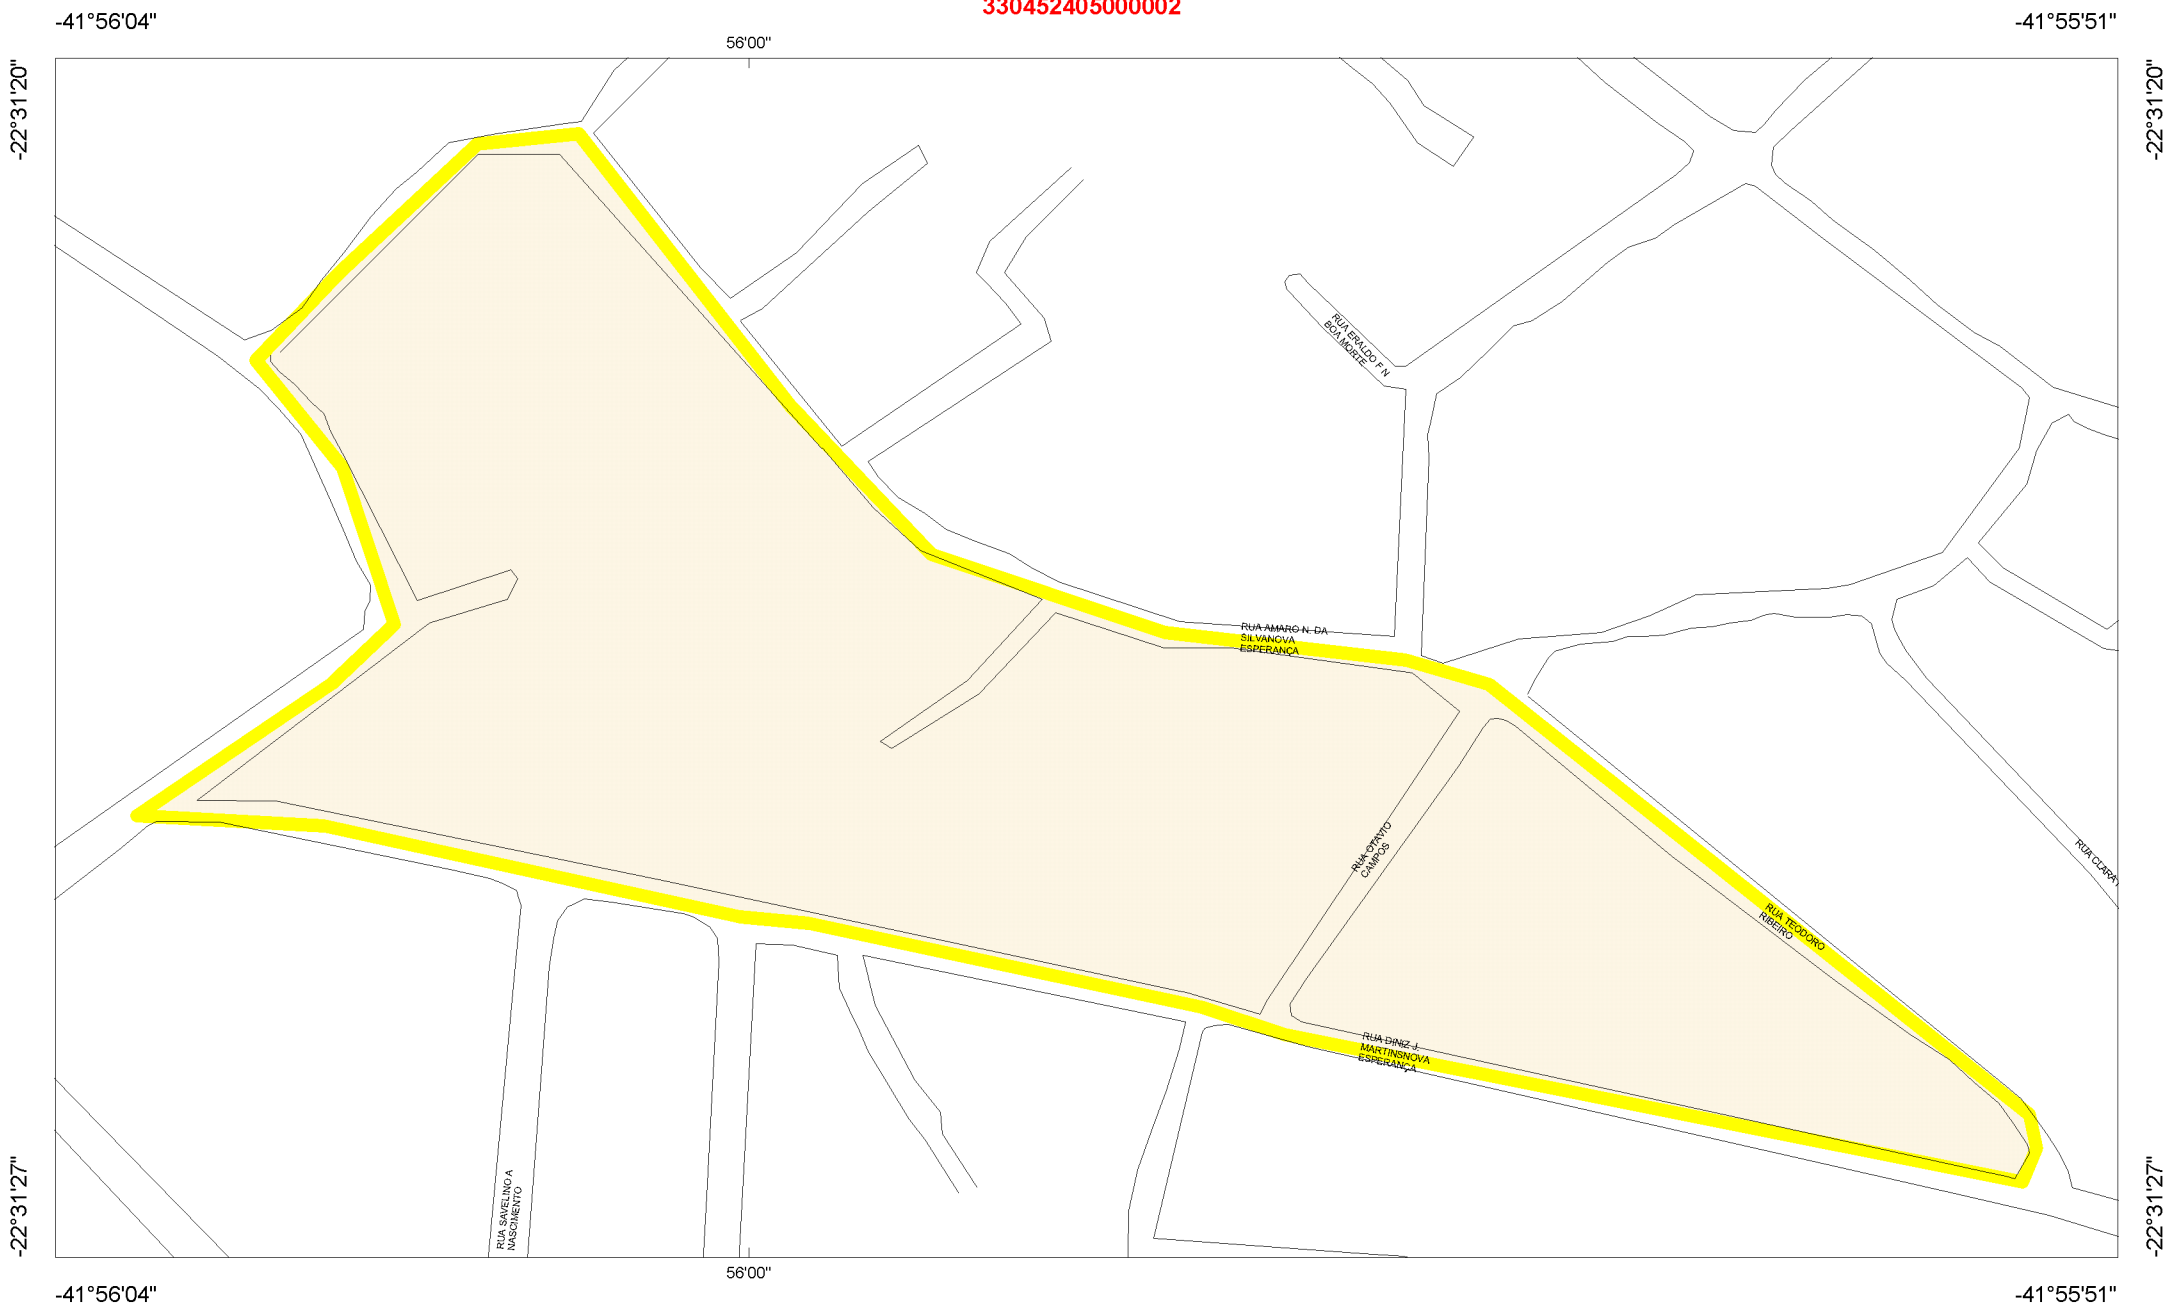 330452405000002
-41°56'04"
-41°55'51"
56'00"
-22°31'20"
-22°31'20"
RUA ERALDO F N
BOA MORTE
RUA AMARO N. DA
SILVANOVA
ESPERANÇA
RUA OTAVIO
CAMPOS
RUA CLARA
RUA TEODORO
RIBEIRO
RUA DINIZ J.
MARTINSNOVA
ESPERANÇA
RUA SAVELINO A
NASCIMENTO
-22°31'27"
-22°31'27"
56'00"
-41°56'04"
-41°55'51"